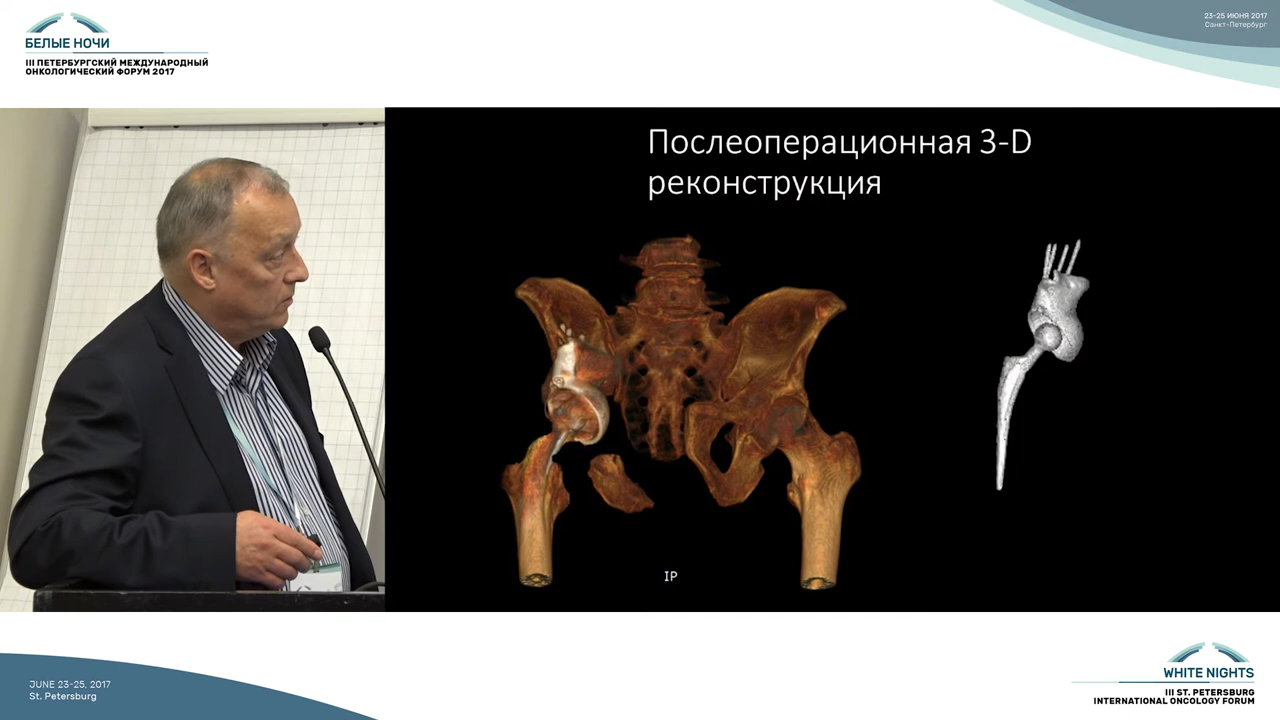 БЕЛЫЕ НОЧИ
III ПЕТЕРБУРГСКИЙ МЕЖДУНАРОДНЫЙ
ОНКОЛОГИЧЕСКИЙ ФОРУМ 2017
23-25 ИЮНЯ 2017
Санкт-Петербург
Послеоперационная 3-D
реконструкция
IP
JUNE 23-25, 2017
St. Petersburg
WHITE NIGHTS
III ST. PETERSBURG
INTERNATIONAL ONCOLOGY FORUM